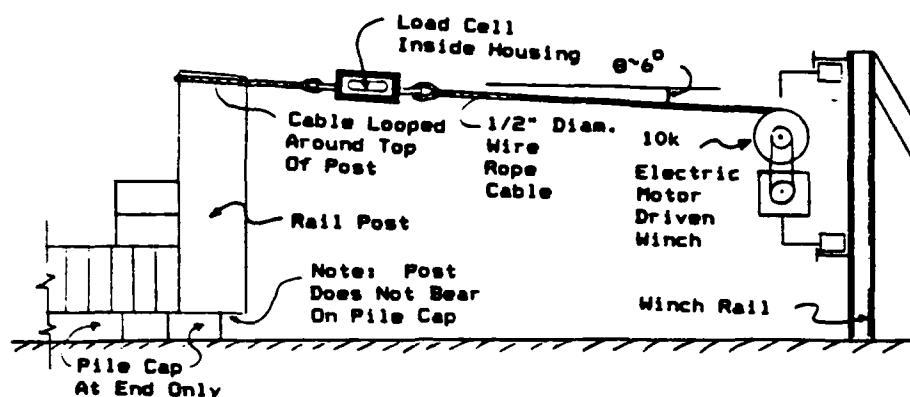 Load Cell
Inside Housing
θ~6°
Cable Looped
Around Top
Of Post
1/2" Diam.
Wire
Rope
Cable
10k
Electric
Motor
Driven
Winch
Rail Post
Note: Post
Does Not Bear
On Pile Cap
Winch Rail
Pile Cap
At End Only